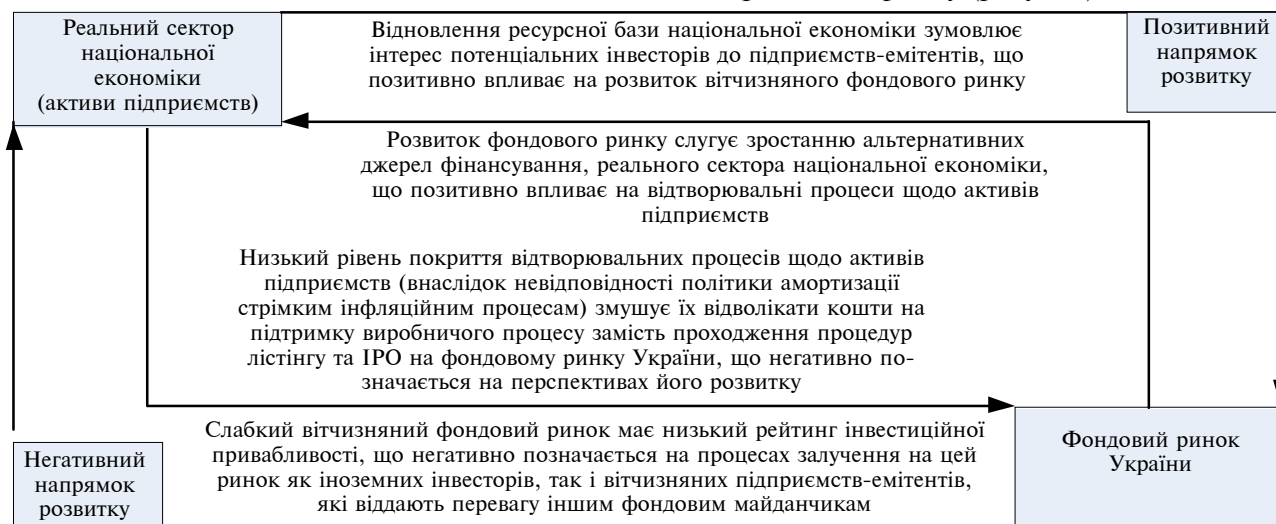 Реальний сектор
національної
економіки
(активи підприємств)
Відновлення ресурсної бази національної економіки зумовлює
інтерес потенціальних інвесторів до підприємств-емітентів, що
позитивно впливає на розвиток вітчизняного фондового ринку
Позитивний
напрямок
розвитку
Розвиток фондового ринку слугує зростанню альтернативних
джерел фінансування, реального сектора національної економіки,
що позитивно впливає на відтворювальні процеси щодо активів
підприємств
Низький рівень покриття відтворювальних процесів щодо активів
підприємств (внаслідок невідповідності політики амортизації
стрімким інфляційним процесам) змушує їх відволікати кошти на
підтримку виробничого процесу замість проходження процедур
лістінгу та IPO на фондовому ринку України, що негативно по-
значається на перспективах його розвитку
Слабкий вітчизняний фондовий ринок має низький рейтинг інвестиційної
привабливості, що негативно позначається на процесах залучення на цей
ринок як іноземних інвесторів, так і вітчизняних підприємств-емітентів,
які віддають перевагу іншим фондовим майданчикам
Негативний
напрямок
розвитку
Фондовий ринок
України